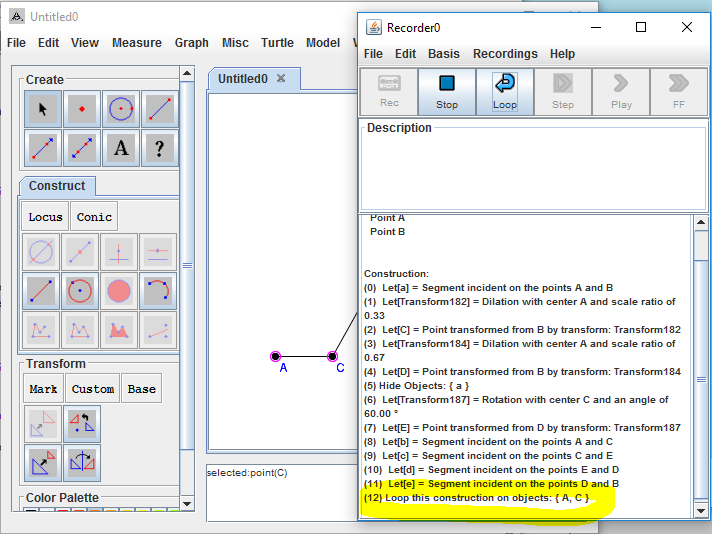 Untitled0
File Edit View Measure Graph Misc Turtle Model
Create
A
?
Construct
Locus
Conic
Transform
Mark
Custom
Base
Color Palette
Untitled0
A
C
selected:point(C)
Recorder0
File Edit Basis Recordings Help
Rec
Stop
Loop
Step
Play
FF
Description
Point A
Point B
Construction:
(0) Let[a] = Segment incident on the points A and B
(1) Let[Transform182] = Dilation with center A and scale ratio of
0.33
(2) Let[C] = Point transformed from B by transform: Transform182
(3) Let[Transform184] = Dilation with center A and scale ratio of
0.67
(4) Let[D] = Point transformed from B by transform: Transform184
(5) Hide Objects: { a }
(6) Let[Transform187] = Rotation with center C and an angle of
60.00 °
(7) Let[E] = Point transformed from D by transform: Transform187
(8) Let[b] = Segment incident on the points A and C
(9) Let[c] = Segment incident on the points C and E
(10) Let[d] = Segment incident on the points E and D
(11) Let[e] = Segment incident on the points D and B
(12) Loop this construction on objects: { A, C }